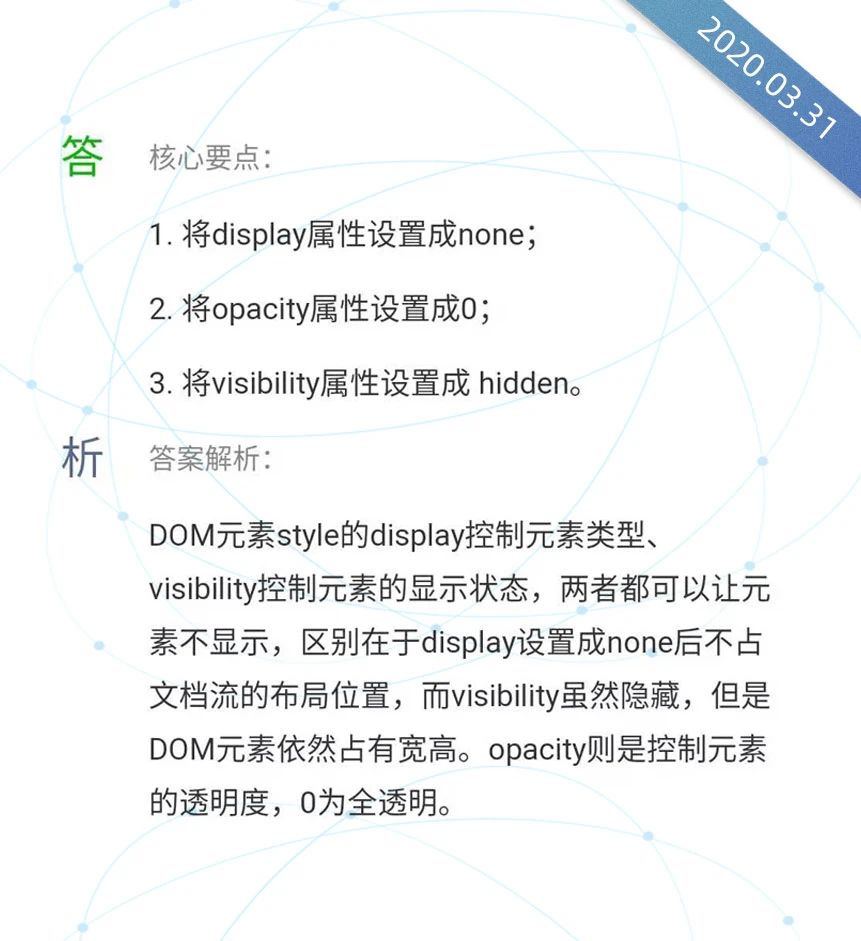 2020.03.31
答
核心要点：
1. 将display属性设置成none；
2. 将opacity属性设置成0；
3. 将visibility属性设置成 hidden。
析
答案解析：
DOM元素style的display控制元素类型、
visibility控制元素的显示状态，两者都可以让元
素不显示，区别在于display设置成none后不占
文档流的布局位置，而visibility虽然隐藏，但是
DOM元素依然占有宽高。opacity则是控制元素
的透明度，0为全透明。